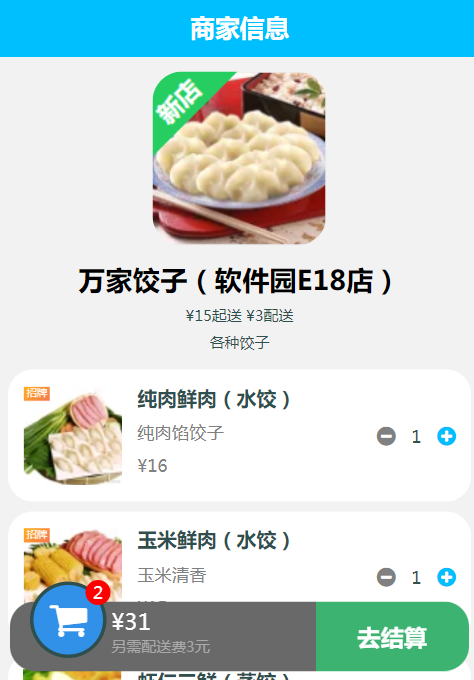 商家信息
新店
万家饺子（软件园E18店）
¥15起送 ¥3配送
各种饺子
招牌
纯肉鲜肉（水饺）
纯肉馅饺子
1
¥16
招牌
玉米鲜肉（水饺）
玉米清香
1
2
¥31
另需配送费3元
去结算